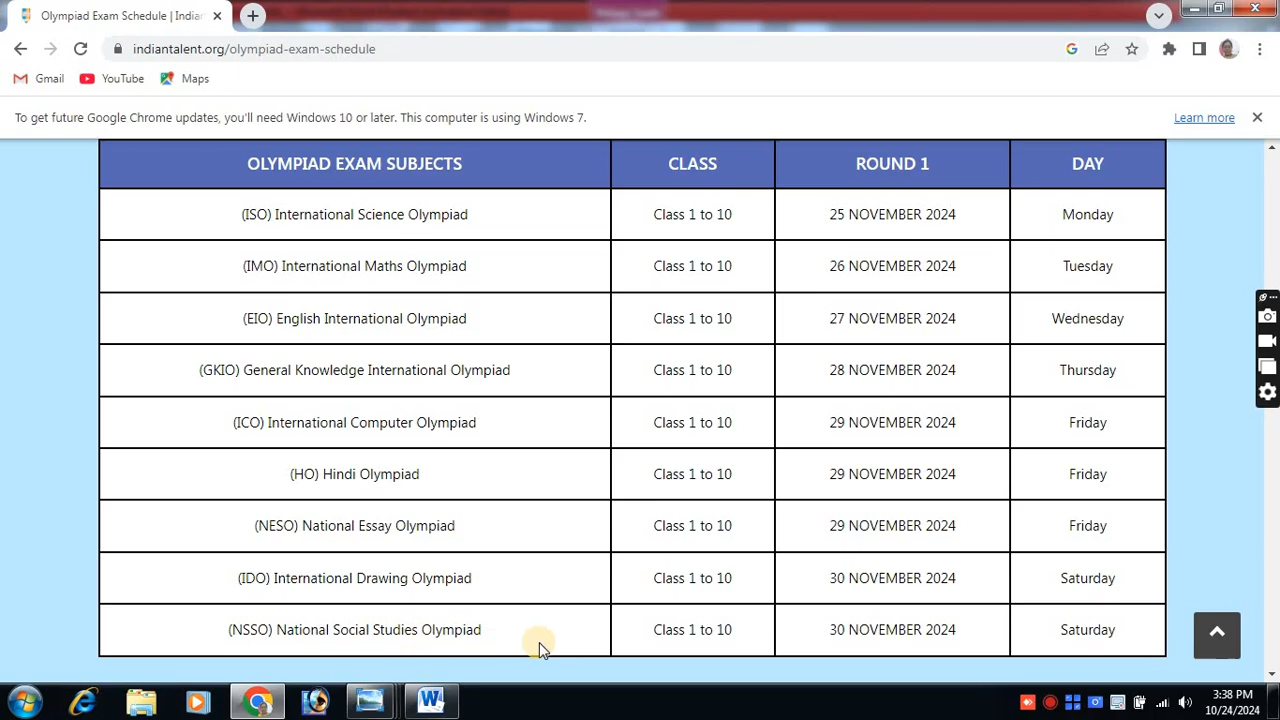 Olympiad Exam Schedule | Indian
indiantalent.org/olympiad-exam-schedule
Gmail YouTube Maps
To get future Google Chrome updates, you'll need Windows 10 or later. This computer is using Windows 7. Learn more
OLYMPIAD EXAM SUBJECTS CLASS ROUND 1 DAY
(ISO) International Science Olympiad Class 1 to 10 25 NOVEMBER 2024 Monday
(IMO) International Maths Olympiad Class 1 to 10 26 NOVEMBER 2024 Tuesday
(EIO) English International Olympiad Class 1 to 10 27 NOVEMBER 2024 Wednesday
(GKIO) General Knowledge International Olympiad Class 1 to 10 28 NOVEMBER 2024 Thursday
(ICO) International Computer Olympiad Class 1 to 10 29 NOVEMBER 2024 Friday
(HO) Hindi Olympiad Class 1 to 10 29 NOVEMBER 2024 Friday
(NESO) National Essay Olympiad Class 1 to 10 29 NOVEMBER 2024 Friday
(IDO) International Drawing Olympiad Class 1 to 10 30 NOVEMBER 2024 Saturday
(NSSO) National Social Studies Olympiad Class 1 to 10 30 NOVEMBER 2024 Saturday
3:38 PM
10/24/2024